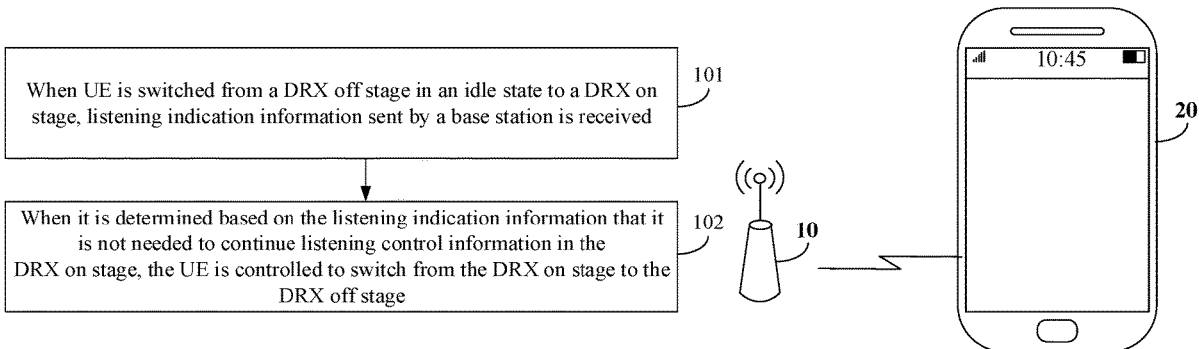 When UE is switched from a DRX off stage in an idle state to a DRX on
stage, listening indication information sent by a base station is received
101
When it is determined based on the listening indication information that it
is not needed to continue listening control information in the
DRX on stage, the UE is controlled to switch from the DRX on stage to the
DRX off stage
102
10
10:45
20